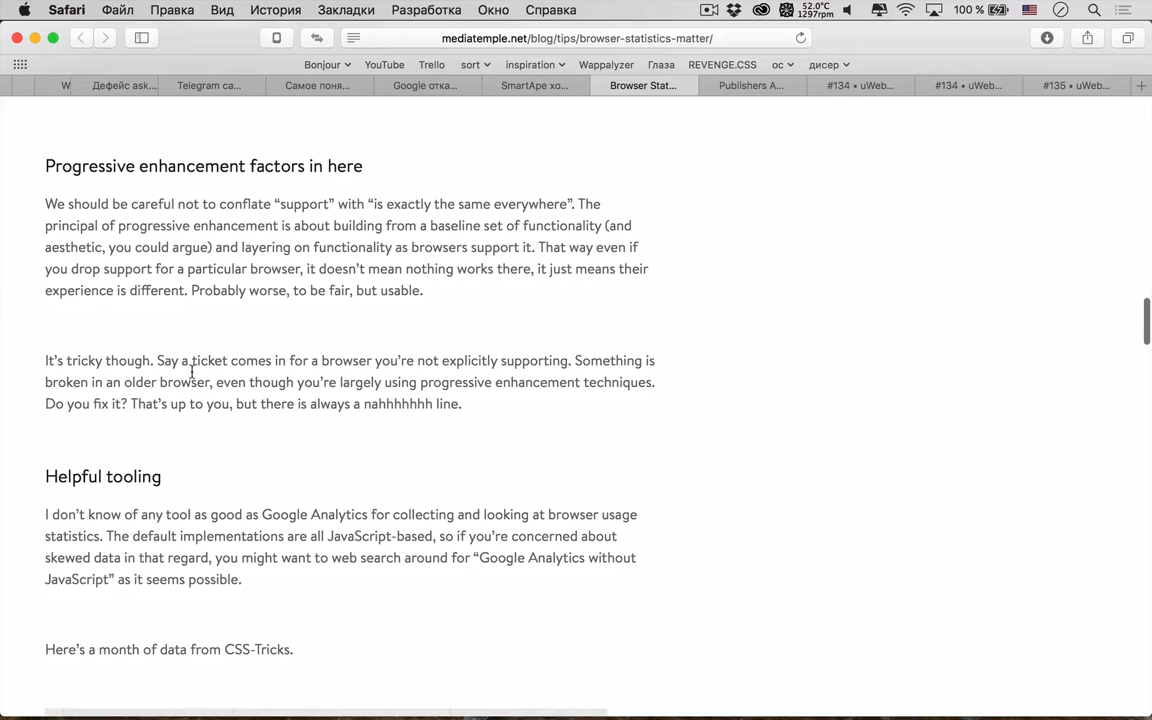 Safari Файл Правка Вид История Закладки Разработка Окно Справка 52.0°C 1297rpm 100 %
mediatemple.net/blog/tips/browser-statistics-matter/
Bonjour YouTube Trello sort inspiration Wappalyzer Глаза REVENGE.CSS ос дисер
W Дефейс ask... Telegram ca... Самое поня... Google отка... SmartApe хо... Browser Stat... Publishers A... #134 • uWeb... #134 • uWeb... #135 • uWeb...
Progressive enhancement factors in here
We should be careful not to conflate “support” with “is exactly the same everywhere”. The
principal of progressive enhancement is about building from a baseline set of functionality (and
aesthetic, you could argue) and layering on functionality as browsers support it. That way even if
you drop support for a particular browser, it doesn’t mean nothing works there, it just means their
experience is different. Probably worse, to be fair, but usable.
It’s tricky though. Say a ticket comes in for a browser you’re not explicitly supporting. Something is
broken in an older browser, even though you’re largely using progressive enhancement techniques.
Do you fix it? That’s up to you, but there is always a nahhhhhhh line.
Helpful tooling
I don’t know of any tool as good as Google Analytics for collecting and looking at browser usage
statistics. The default implementations are all JavaScript-based, so if you’re concerned about
skewed data in that regard, you might want to web search around for “Google Analytics without
JavaScript” as it seems possible.
Here’s a month of data from CSS-Tricks.